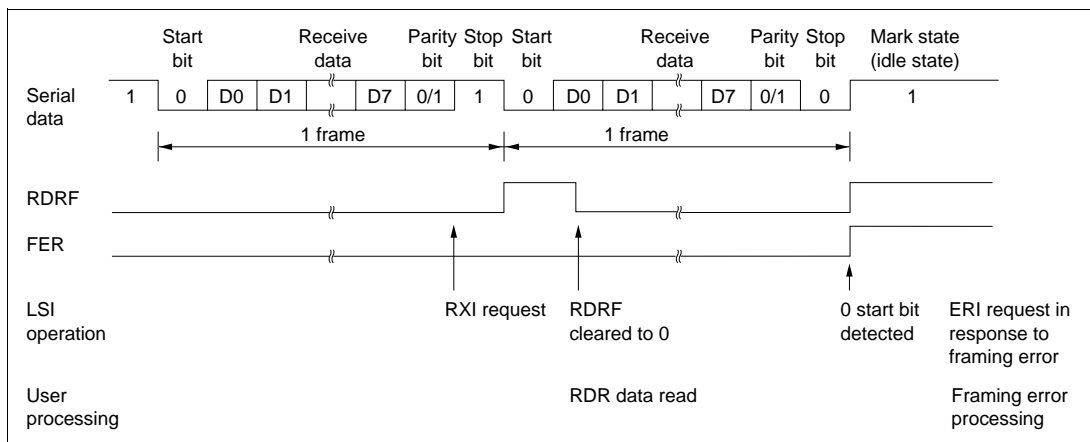 Start bit
Receive data
Parity bit
Stop bit
Start bit
Receive data
Parity bit
Stop bit
Mark state (idle state)
Serial data
1 0 D0 D1 D7 0/1 1 0 D0 D1 D7 0/1 0 1
1 frame
1 frame
RDRF
FER
LSI operation
RXI request
RDRF cleared to 0
0 start bit detected
ERI request in response to framing error
User processing
RDR data read
Framing error processing